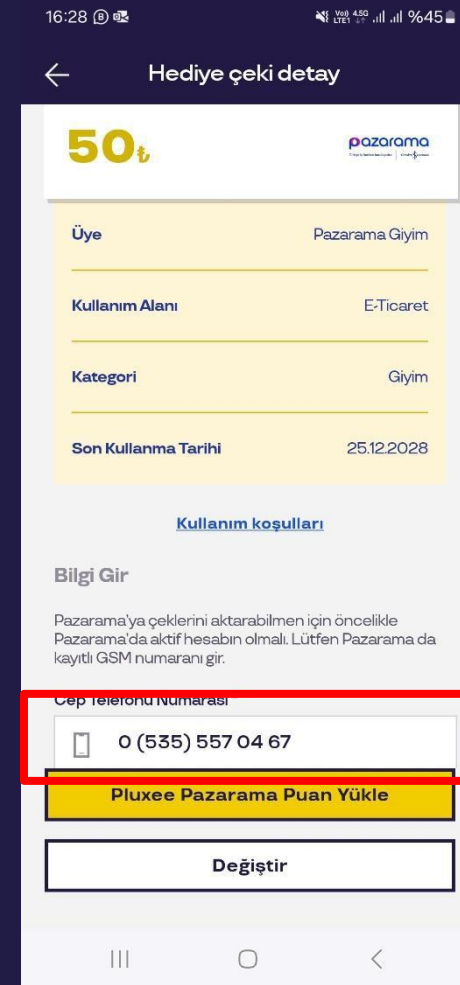 16:28
%45
Hediye çeki detay
50₺
pazarama
Üye Pazarama Giyim
Kullanım Alanı E-Ticaret
Kategori Giyim
Son Kullanma Tarihi 25.12.2028
Kullanım koşulları
Bilgi Gir
Pazarama'ya çeklerini aktarabilmen için öncelikle
Pazarama'da aktif hesabın olmalı. Lütfen Pazarama da
kayıtlı GSM numaranı gir.
Cep Telefonu Numarası
0 (535) 557 04 67
Pluxee Pazarama Puan Yükle
Değiştir